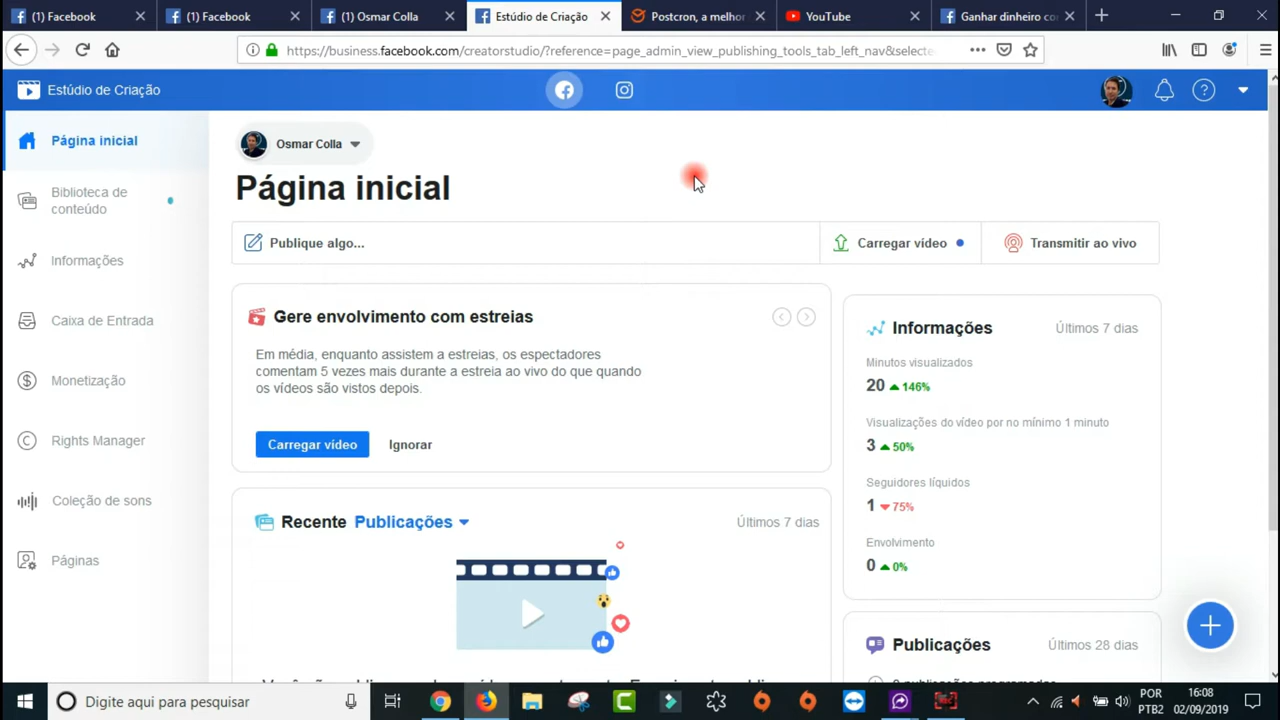 (1) Facebook
(1) Facebook
(1) Osmar Colla
Estúdio de Criação
Postcron, a melhor
YouTube
Ganhar dinheiro co
https://business.facebook.com/creatorstudio/?reference=page_admin_view_publishing_tools_tab_left_nav&selecte
Estúdio de Criação
Página inicial
Biblioteca de
conteúdo
Informações
Caixa de Entrada
Monetização
Rights Manager
Coleção de sons
Páginas
Osmar Colla
Página inicial
Publique algo...
Carregar vídeo
Transmitir ao vivo
Gere envolvimento com estreias
Em média, enquanto assistem a estreias, os espectadores
comentam 5 vezes mais durante a estreia ao vivo do que quando
os vídeos são vistos depois.
Carregar vídeo
Ignorar
Recente Publicações
Últimos 7 dias
Informações
Últimos 7 dias
Minutos visualizados
20 146%
Visualizações do vídeo por no mínimo 1 minuto
3 50%
Seguidores líquidos
1 75%
Envolvimento
0 0%
Publicações
Últimos 28 dias
Digite aqui para pesquisar
POR
PTB2
16:08
02/09/2019